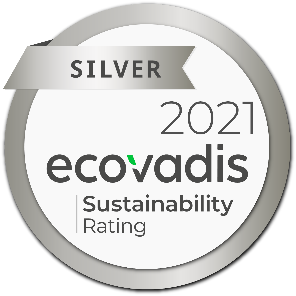 SILVER
2021
ecovadis
Sustainability
Rating